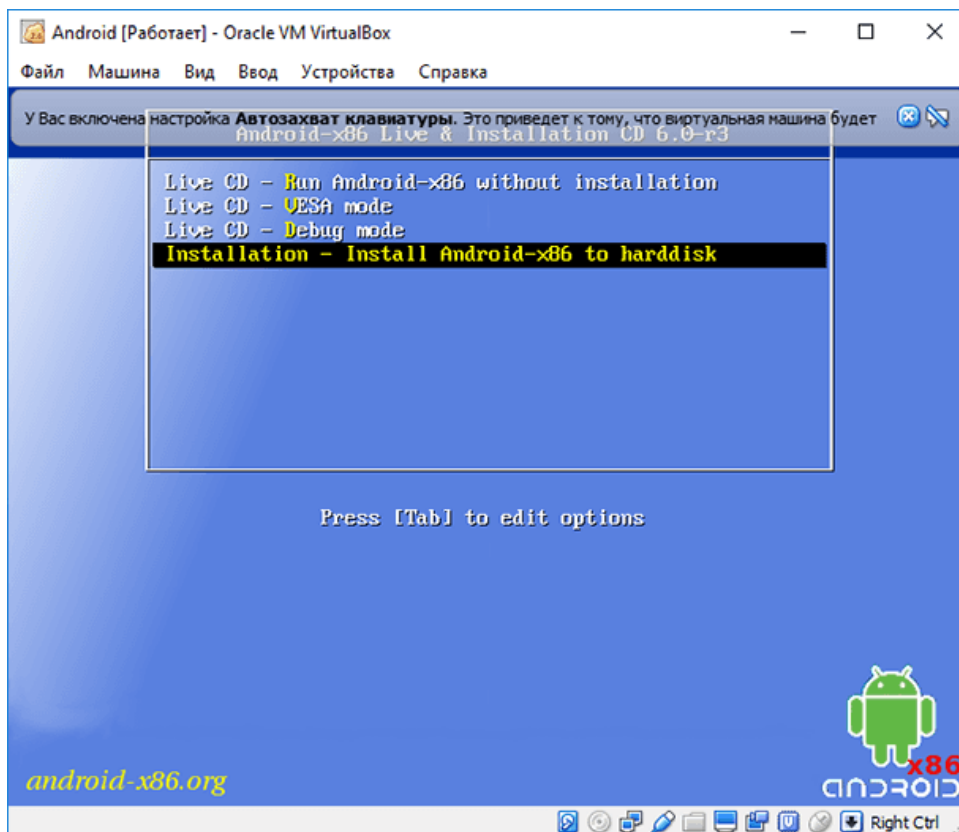 Android [Работает] - Oracle VM VirtualBox
Файл Машина Вид Ввод Устройства Справка
У Вас включена настройка Автозахват клавиатуры. Это приведет к тому, что виртуальная машина будет
Android-x86 Live & Installation CD 6.0-r3
Live CD - Run Android-x86 without installation
Live CD - VESA mode
Live CD - Debug mode
Installation - Install Android-x86 to harddisk
Press [Tab] to edit options
android-x86.org
x86
ANDROID
Right Ctrl